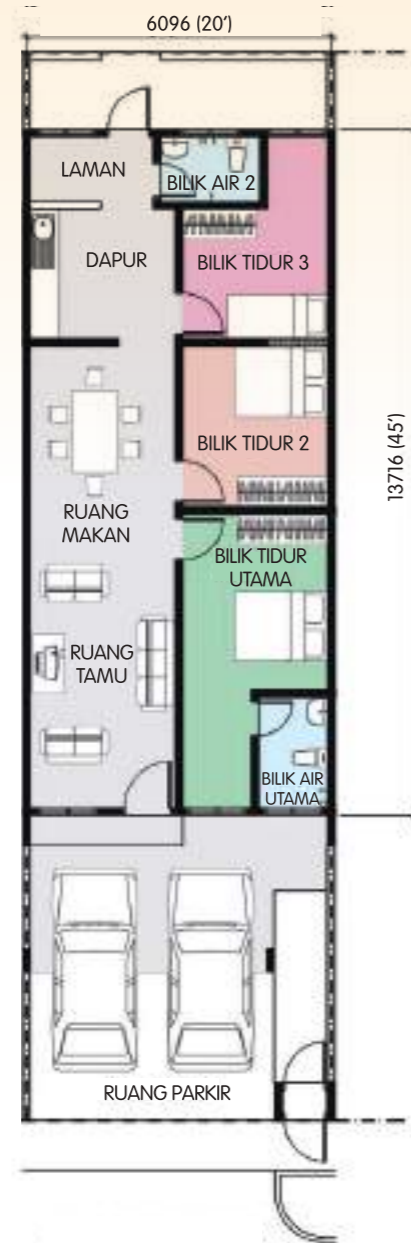 6096 (20')
LAMAN
BILIK AIR 2
DAPUR
BILIK TIDUR 3
BILIK TIDUR 2
13716 (45')
RUANG
MAKAN
BILIK TIDUR
UTAMA
RUANG
TAMU
BILIK AIR
UTAMA
RUANG PARKIR